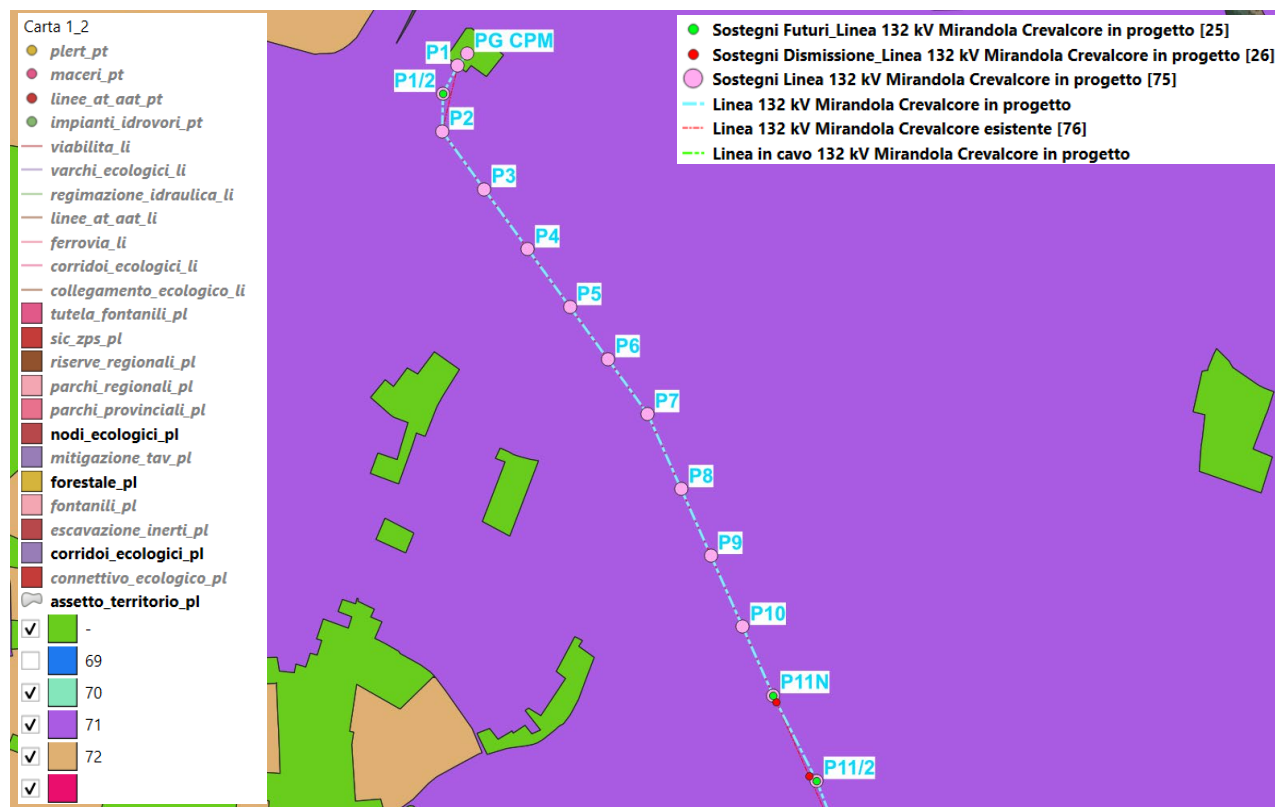 Carta 1_2
plert_pt
maceri_pt
linee_at_aat_pt
impianti_idrovori_pt
viabilita_li
varchi_ecologici_li
regimazione_idraulica_li
linee_at_aat_li
ferrovia_li
corridoi_ecologici_li
collegamento_ecologico_li
tutela_fontanili_pl
sic_zps_pl
riserve_regionali_pl
parchi_regionali_pl
parchi_provinciali_pl
nodi_ecologici_pl
mitigazione_tav_pl
forestale_pl
fontanili_pl
escavazione_inerti_pl
corridoi_ecologici_pl
connettivo_ecologico_pl
assetto_territorio_pl
-
69
70
71
72
Sostegni Futuri_Linea 132 kV Mirandola Crevalcore in progetto [25]
Sostegni Dismissione_Linea 132 kV Mirandola Crevalcore in progetto [26]
Sostegni Linea 132 kV Mirandola Crevalcore in progetto [75]
Linea 132 kV Mirandola Crevalcore in progetto
Linea 132 kV Mirandola Crevalcore esistente [76]
Linea in cavo 132 kV Mirandola Crevalcore in progetto
PG CPM
P1
P1/2
P2
P3
P4
P5
P6
P7
P8
P9
P10
P11N
P11/2